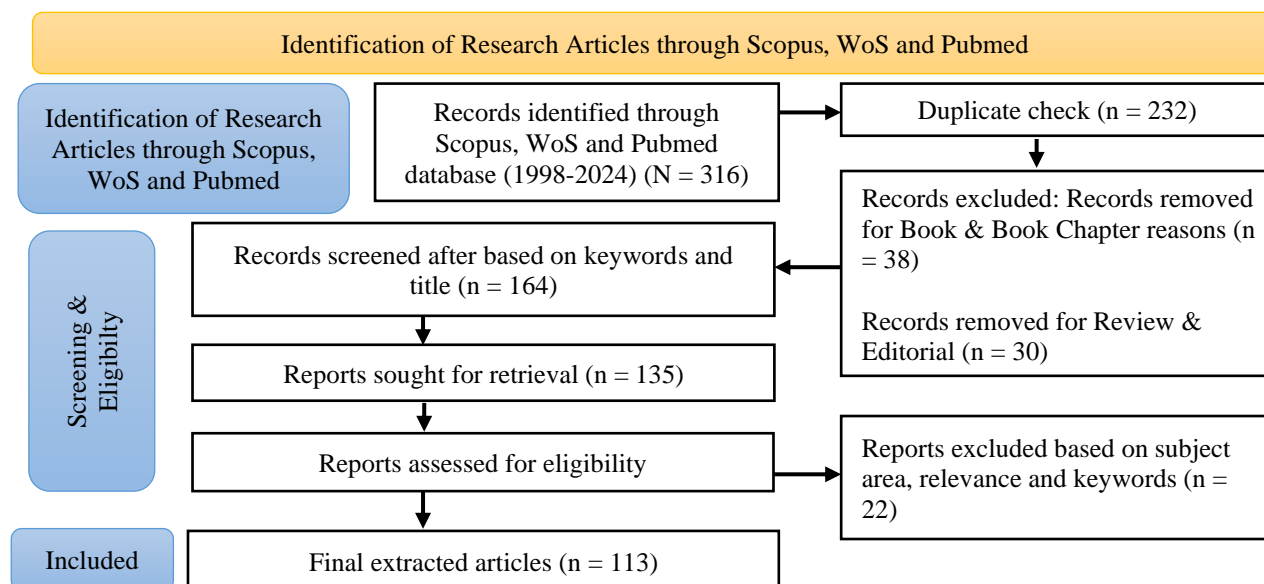 Identification of Research Articles through Scopus, WoS and Pubmed
Identification of Research
Articles through Scopus,
WoS and Pubmed
Records identified through
Scopus, WoS and Pubmed
database (1998-2024) (N = 316)
Duplicate check (n = 232)
Records excluded: Records removed
for Book & Book Chapter reasons (n
= 38)
Records removed for Review &
Editorial (n = 30)
Screening &
Eligibilty
Records screened after based on keywords and
title (n = 164)
Reports sought for retrieval (n = 135)
Reports assessed for eligibility
Reports excluded based on subject
area, relevance and keywords (n =
22)
Included
Final extracted articles (n = 113)